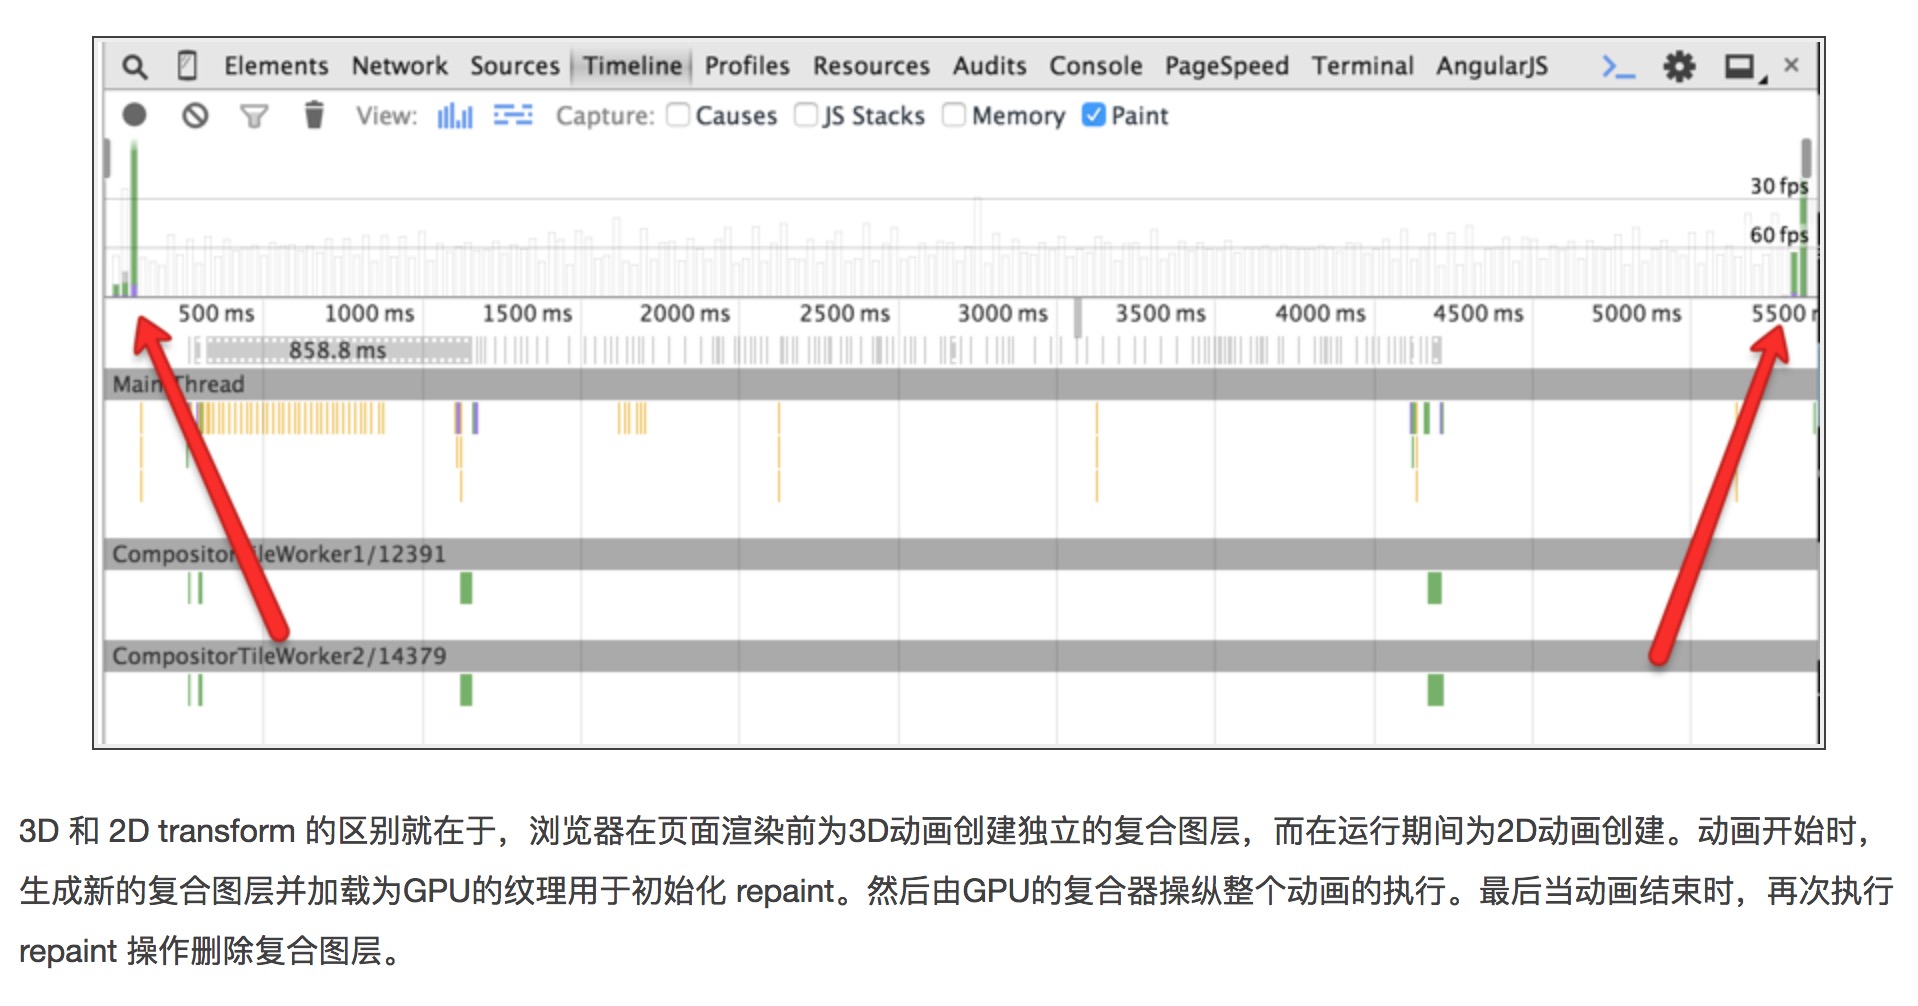 Elements Network Sources Timeline Profiles Resources Audits Console PageSpeed Terminal AngularJS
View: Capture: Causes JS Stacks Memory Paint
30 fps
60 fps
500 ms 1000 ms 1500 ms 2000 ms 2500 ms 3000 ms 3500 ms 4000 ms 4500 ms 5000 ms 5500
858.8 ms
Main Thread
CompositorTileWorker1/12391
CompositorTileWorker2/14379
3D 和 2D transform 的区别就在于，浏览器在页面渲染前为3D动画创建独立的复合图层，而在运行期间为2D动画创建。动画开始时，
生成新的复合图层并加载为GPU的纹理用于初始化 repaint。然后由GPU的复合器操纵整个动画的执行。最后当动画结束时，再次执行
repaint 操作删除复合图层。